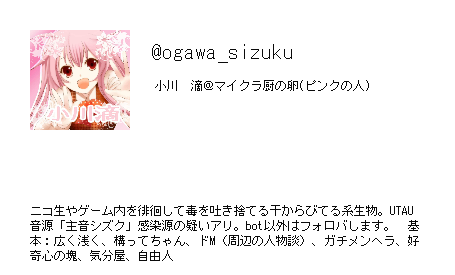 @ogawa_sizuku
小川　滴@マイクラ厨の卵(ピンクの人)
小川滴
ニコ生やゲーム内を徘徊して毒を吐き捨てる干からびてる系生物。UTAU
音源「主音シズク」感染源の疑いアリ。bot以外はフォロバします。　基
本：広く浅く、構ってちゃん、ドM（周辺の人物談）、ガチメンヘラ、好
奇心の塊、気分屋、自由人